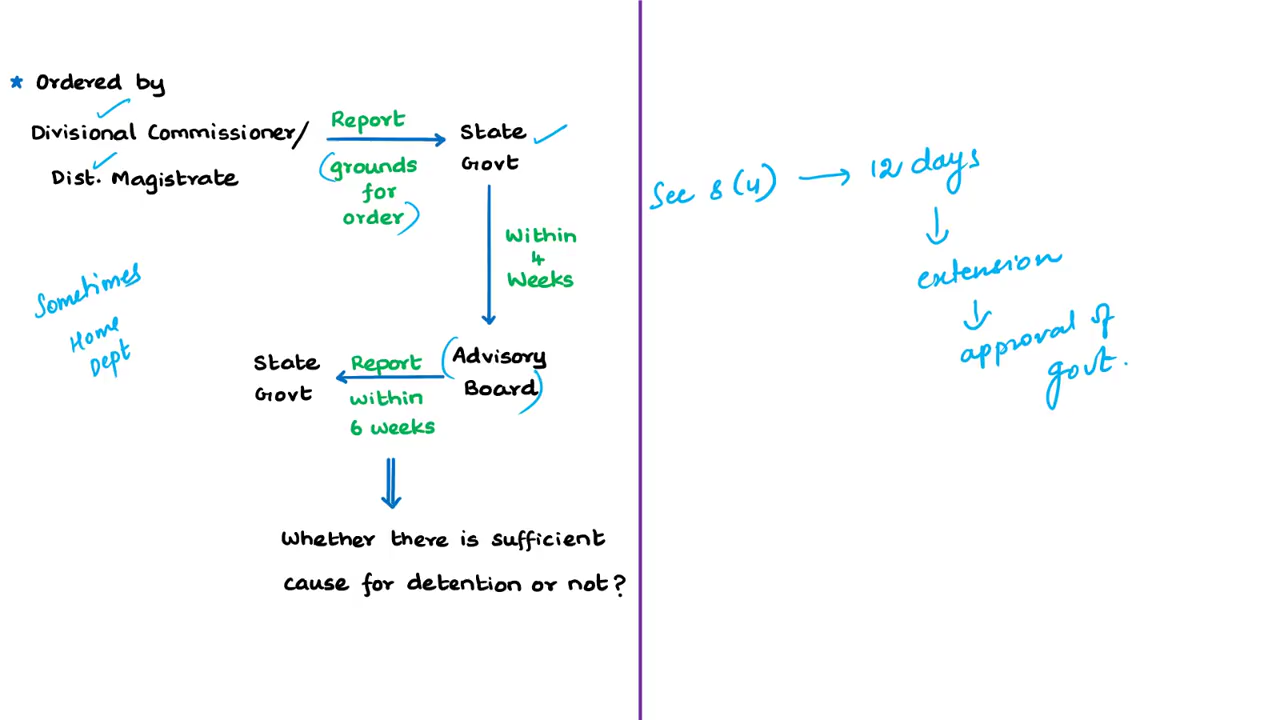 * Ordered by
Divisional Commissioner/
Dist. Magistrate
Report
(grounds
for
order)
State
Govt
Within
4
Weeks
Sometimes
Home
Dept
(Advisory
Board)
Report
within
6 weeks
State
Govt
Whether there is sufficient
cause for detention or not?
Sec 8 (4) → 12 days
extension
approval of
govt.